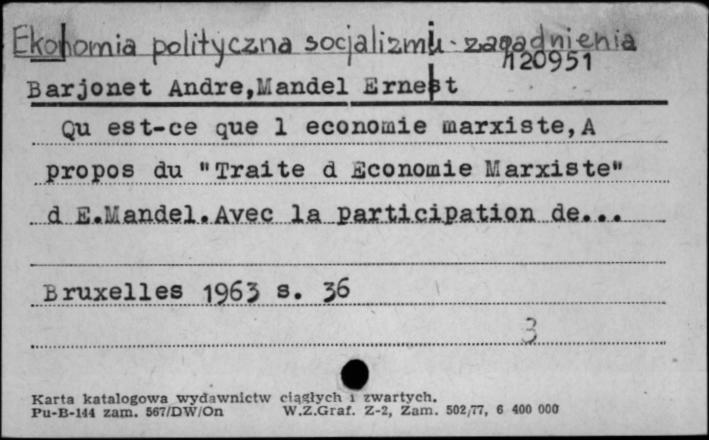 Ekonomia polityczna socjalizmu - zagadnienia
120951
Barjonet Andre,Mandel Ernest
Qu est-ce que l economie marxiste,A
propos du "Traite d Economie Marxiste"
d E.Mandel.Avec la participation de...
Bruxelles 1963 s. 36
3
Karta katalogowa wydawnictw ciągłych i zwartych.
Pu-B-144 zam. 567/DW/On W.Z.Graf. Z-2, Zam. 502/77, 6 400 000